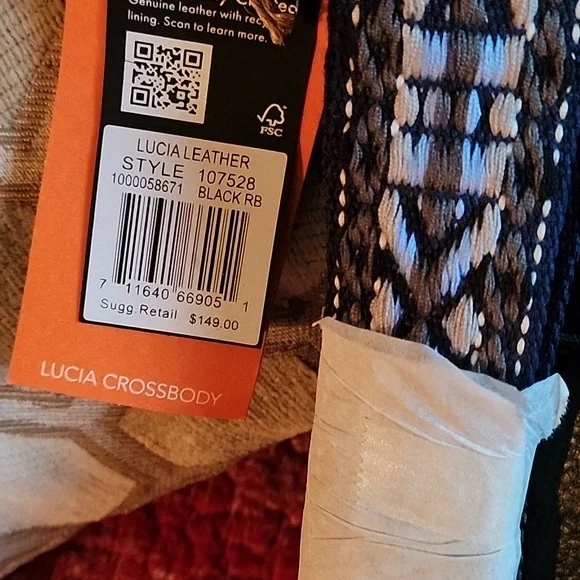 Genuine leather with
lining. Scan to learn more.
FSC
LUCIA LEATHER
STYLE 107528
1000058671 BLACK RB
7 11640 66905 1
Sugg. Retail $149.00
LUCIA CROSSBODY